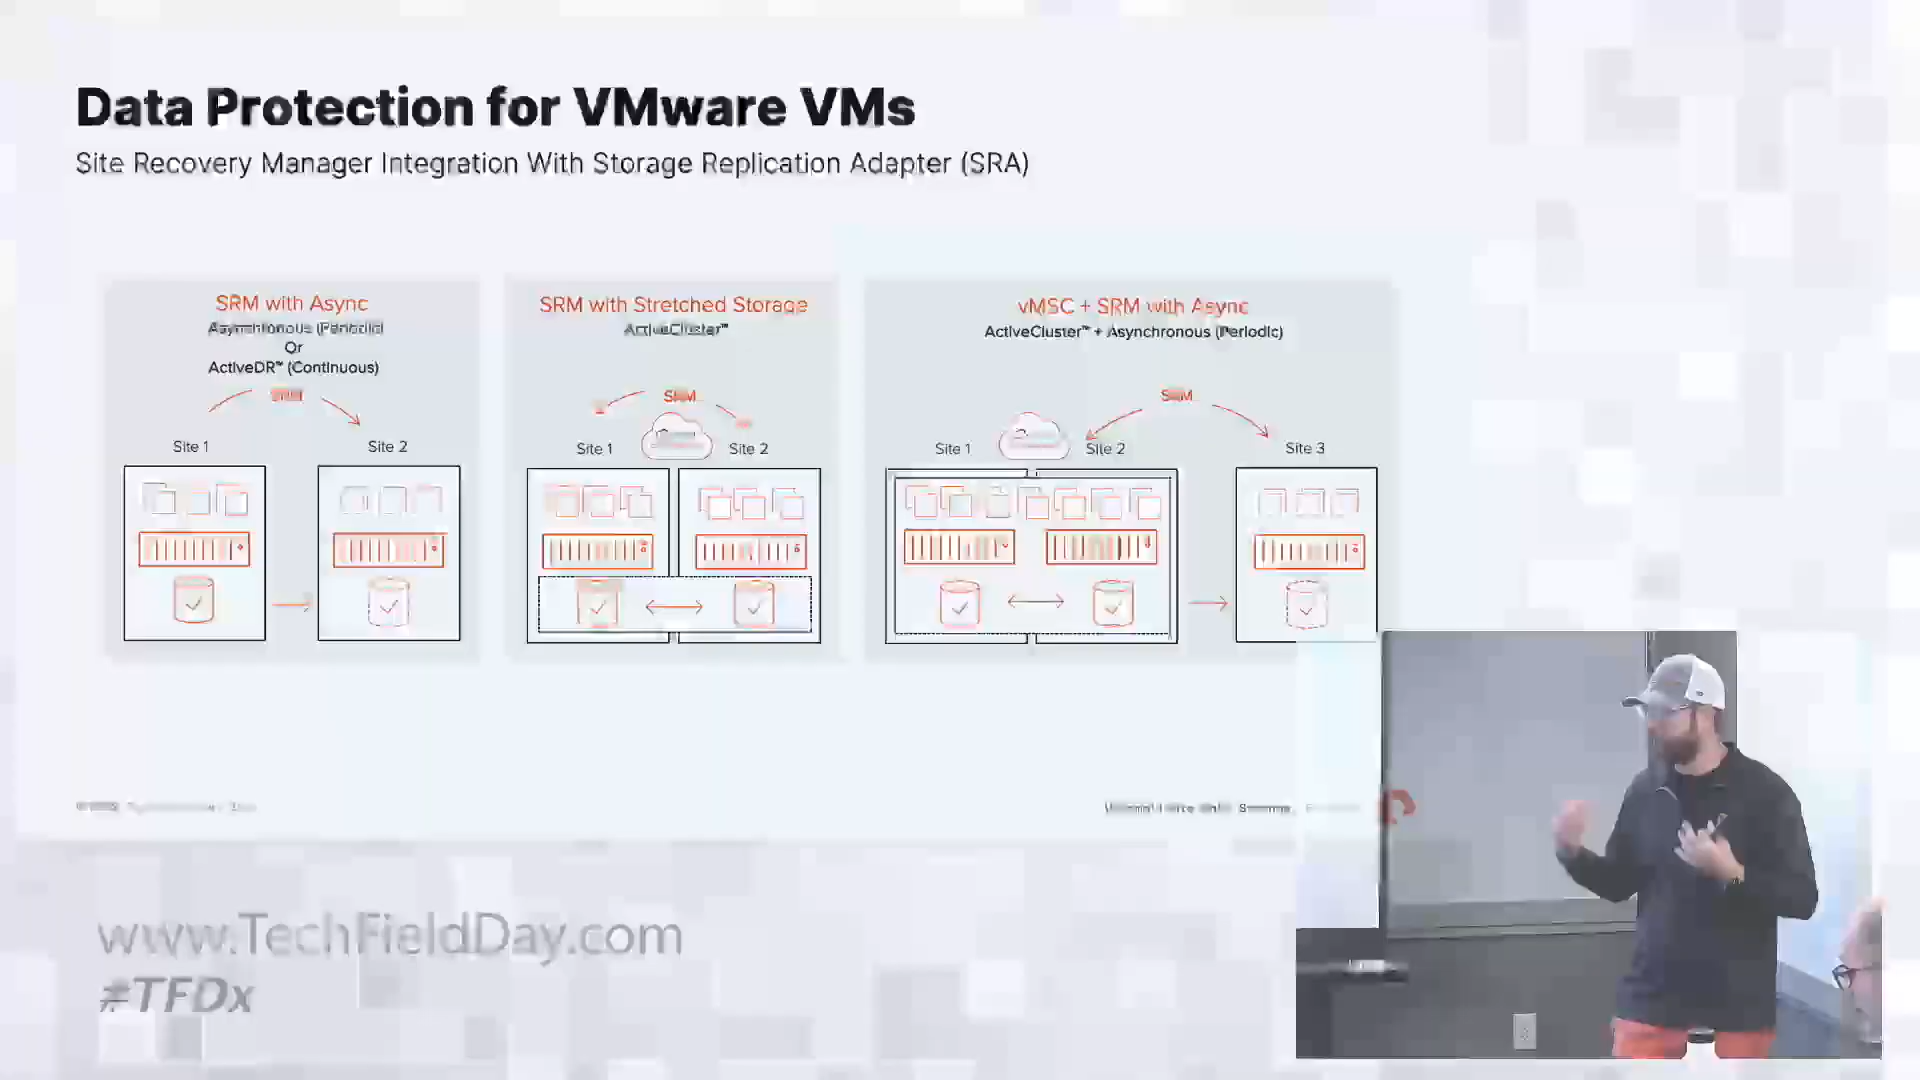 Data Protection for VMware VMs
Site Recovery Manager Integration With Storage Replication Adapter (SRA)
SRM with Async
Asynchronous (Periodic)
Or
ActiveDR™ (Continuous)
SRM
Site 1
Site 2
SRM with Stretched Storage
ActiveCluster™
SRM
Site 1
Site 2
vMSC + SRM with Async
ActiveCluster™ + Asynchronous (Periodic)
SRM
Site 1
Site 2
Site 3
www.TechFieldDay.com
#TFDx